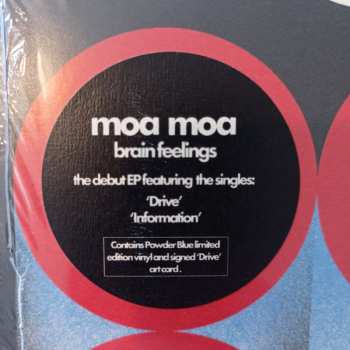 moa moa
brain feelings
the debut EP featuring the singles:
'Drive'
'Information'
Contains Powder Blue limited
edition vinyl and signed 'Drive'
art card.